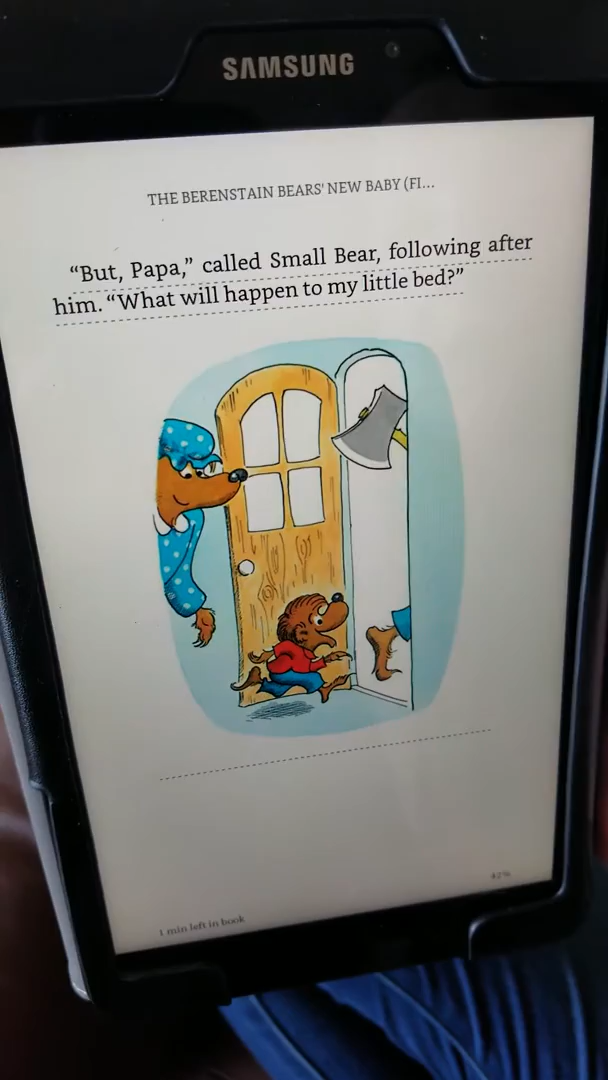 SAMSUNG
THE BERENSTAIN BEARS' NEW BABY (FI...
“But, Papa,” called Small Bear, following after
him. “What will happen to my little bed?”
42%
1 min left in book